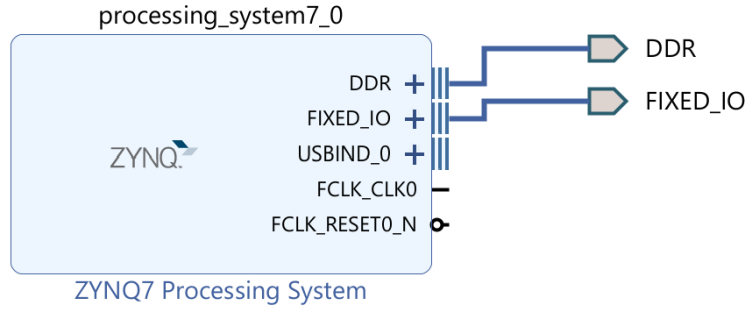 processing_system7_0
DDR
FIXED_IO
USBIND_0
FCLK_CLK0
FCLK_RESET0_N
ZYNQ
ZYNQ7 Processing System
DDR
FIXED_IO